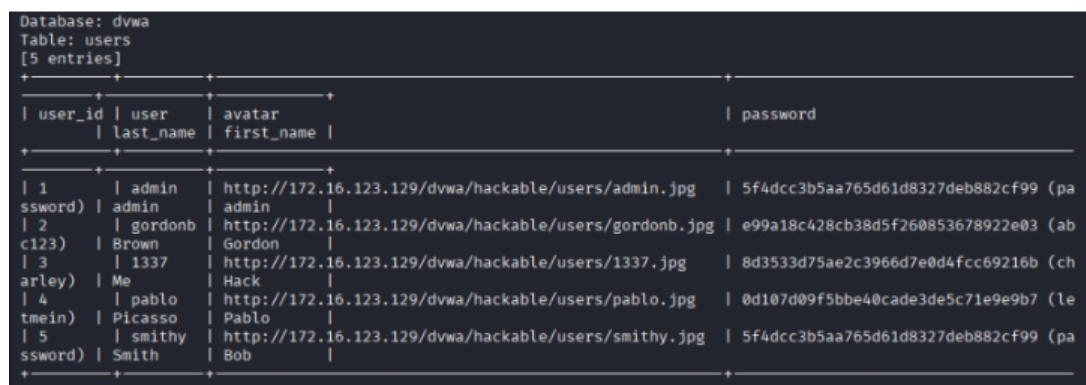 Database: dvwa
Table: users
[5 entries]
| user_id | user | avatar | password
| last_name | first_name |
| 1 | admin | http://172.16.123.129/dvwa/hackable/users/admin.jpg | 5f4dcc3b5aa765d61d8327deb882cf99 (pa
ssword) | admin | admin |
| 2 | gordonb | http://172.16.123.129/dvwa/hackable/users/gordonb.jpg | e99a18c428cb38d5f260853678922e03 (ab
c123) | Brown | Gordon |
| 3 | 1337 | http://172.16.123.129/dvwa/hackable/users/1337.jpg | 8d3533d75ae2c3966d7e0d4fcc69216b (ch
arley) | Me | Hack |
| 4 | pablo | http://172.16.123.129/dvwa/hackable/users/pablo.jpg | 0d107d09f5bbe40cade3de5c71e9e9b7 (le
tmein) | Picasso | Pablo |
| 5 | smithy | http://172.16.123.129/dvwa/hackable/users/smithy.jpg | 5f4dcc3b5aa765d61d8327deb882cf99 (pa
ssword) | Smith | Bob |